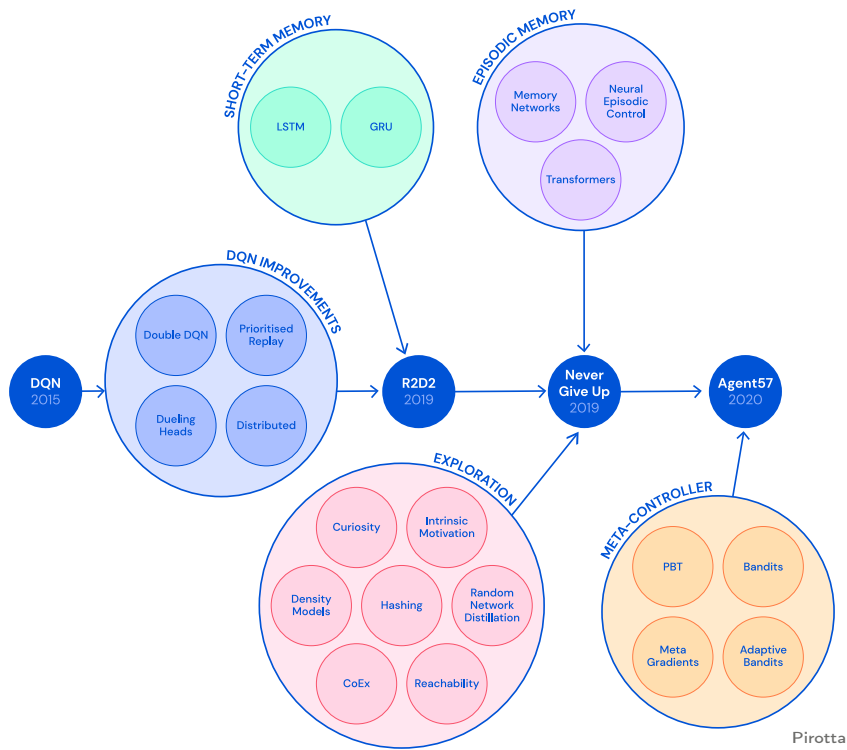 SHORT-TERM MEMORY
LSTM
GRU
EPISODIC MEMORY
Memory
Networks
Neural
Episodic
Control
Transformers
DQN IMPROVEMENTS
Double DQN
Prioritised
Replay
Dueling
Heads
Distributed
DQN
2015
R2D2
2019
Never
Give Up
2019
Agent57
2020
EXPLORATION
Curiosity
Intrinsic
Motivation
Density
Models
Hashing
Random
Network
Distillation
CoEx
Reachability
META-CONTROLLER
PBT
Bandits
Meta
Gradients
Adaptive
Bandits
Pirotta